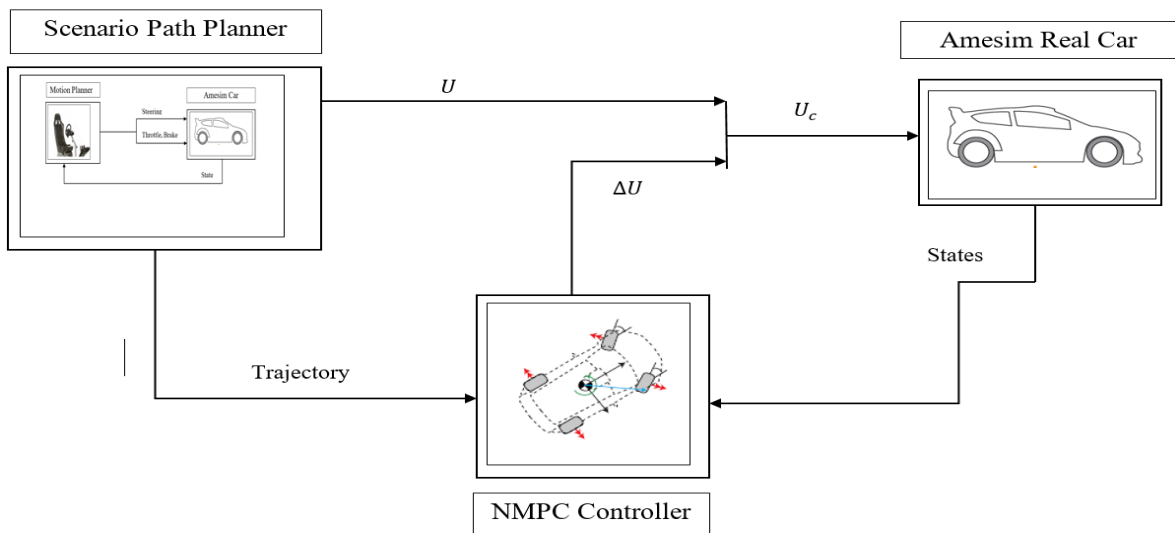 Scenario Path Planner
Amesim Real Car
Motion Planner
Amesim Car
Steering
Throttle, Brake
State
U
U_c
ΔU
States
Trajectory
NMPC Controller